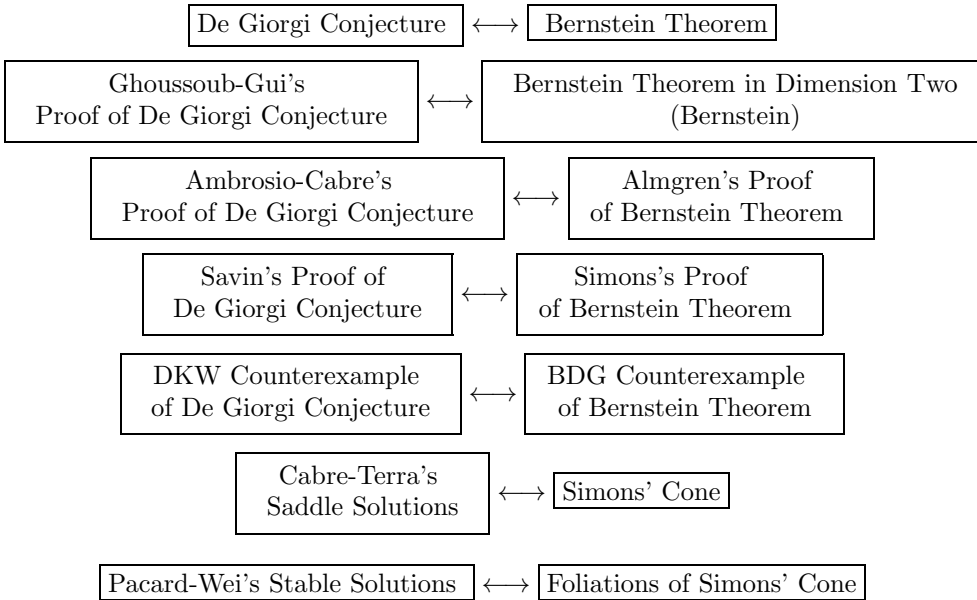 De Giorgi Conjecture ⟷ Bernstein Theorem
Ghoussoub-Gui's
Proof of De Giorgi Conjecture
⟷
Bernstein Theorem in Dimension Two
(Bernstein)
Ambrosio-Cabre's
Proof of De Giorgi Conjecture
⟷
Almgren's Proof
of Bernstein Theorem
Savin's Proof of
De Giorgi Conjecture
⟷
Simons's Proof
of Bernstein Theorem
DKW Counterexample
of De Giorgi Conjecture
⟷
BDG Counterexample
of Bernstein Theorem
Cabre-Terra's
Saddle Solutions
⟷
Simons' Cone
Pacard-Wei's Stable Solutions ⟷ Foliations of Simons' Cone